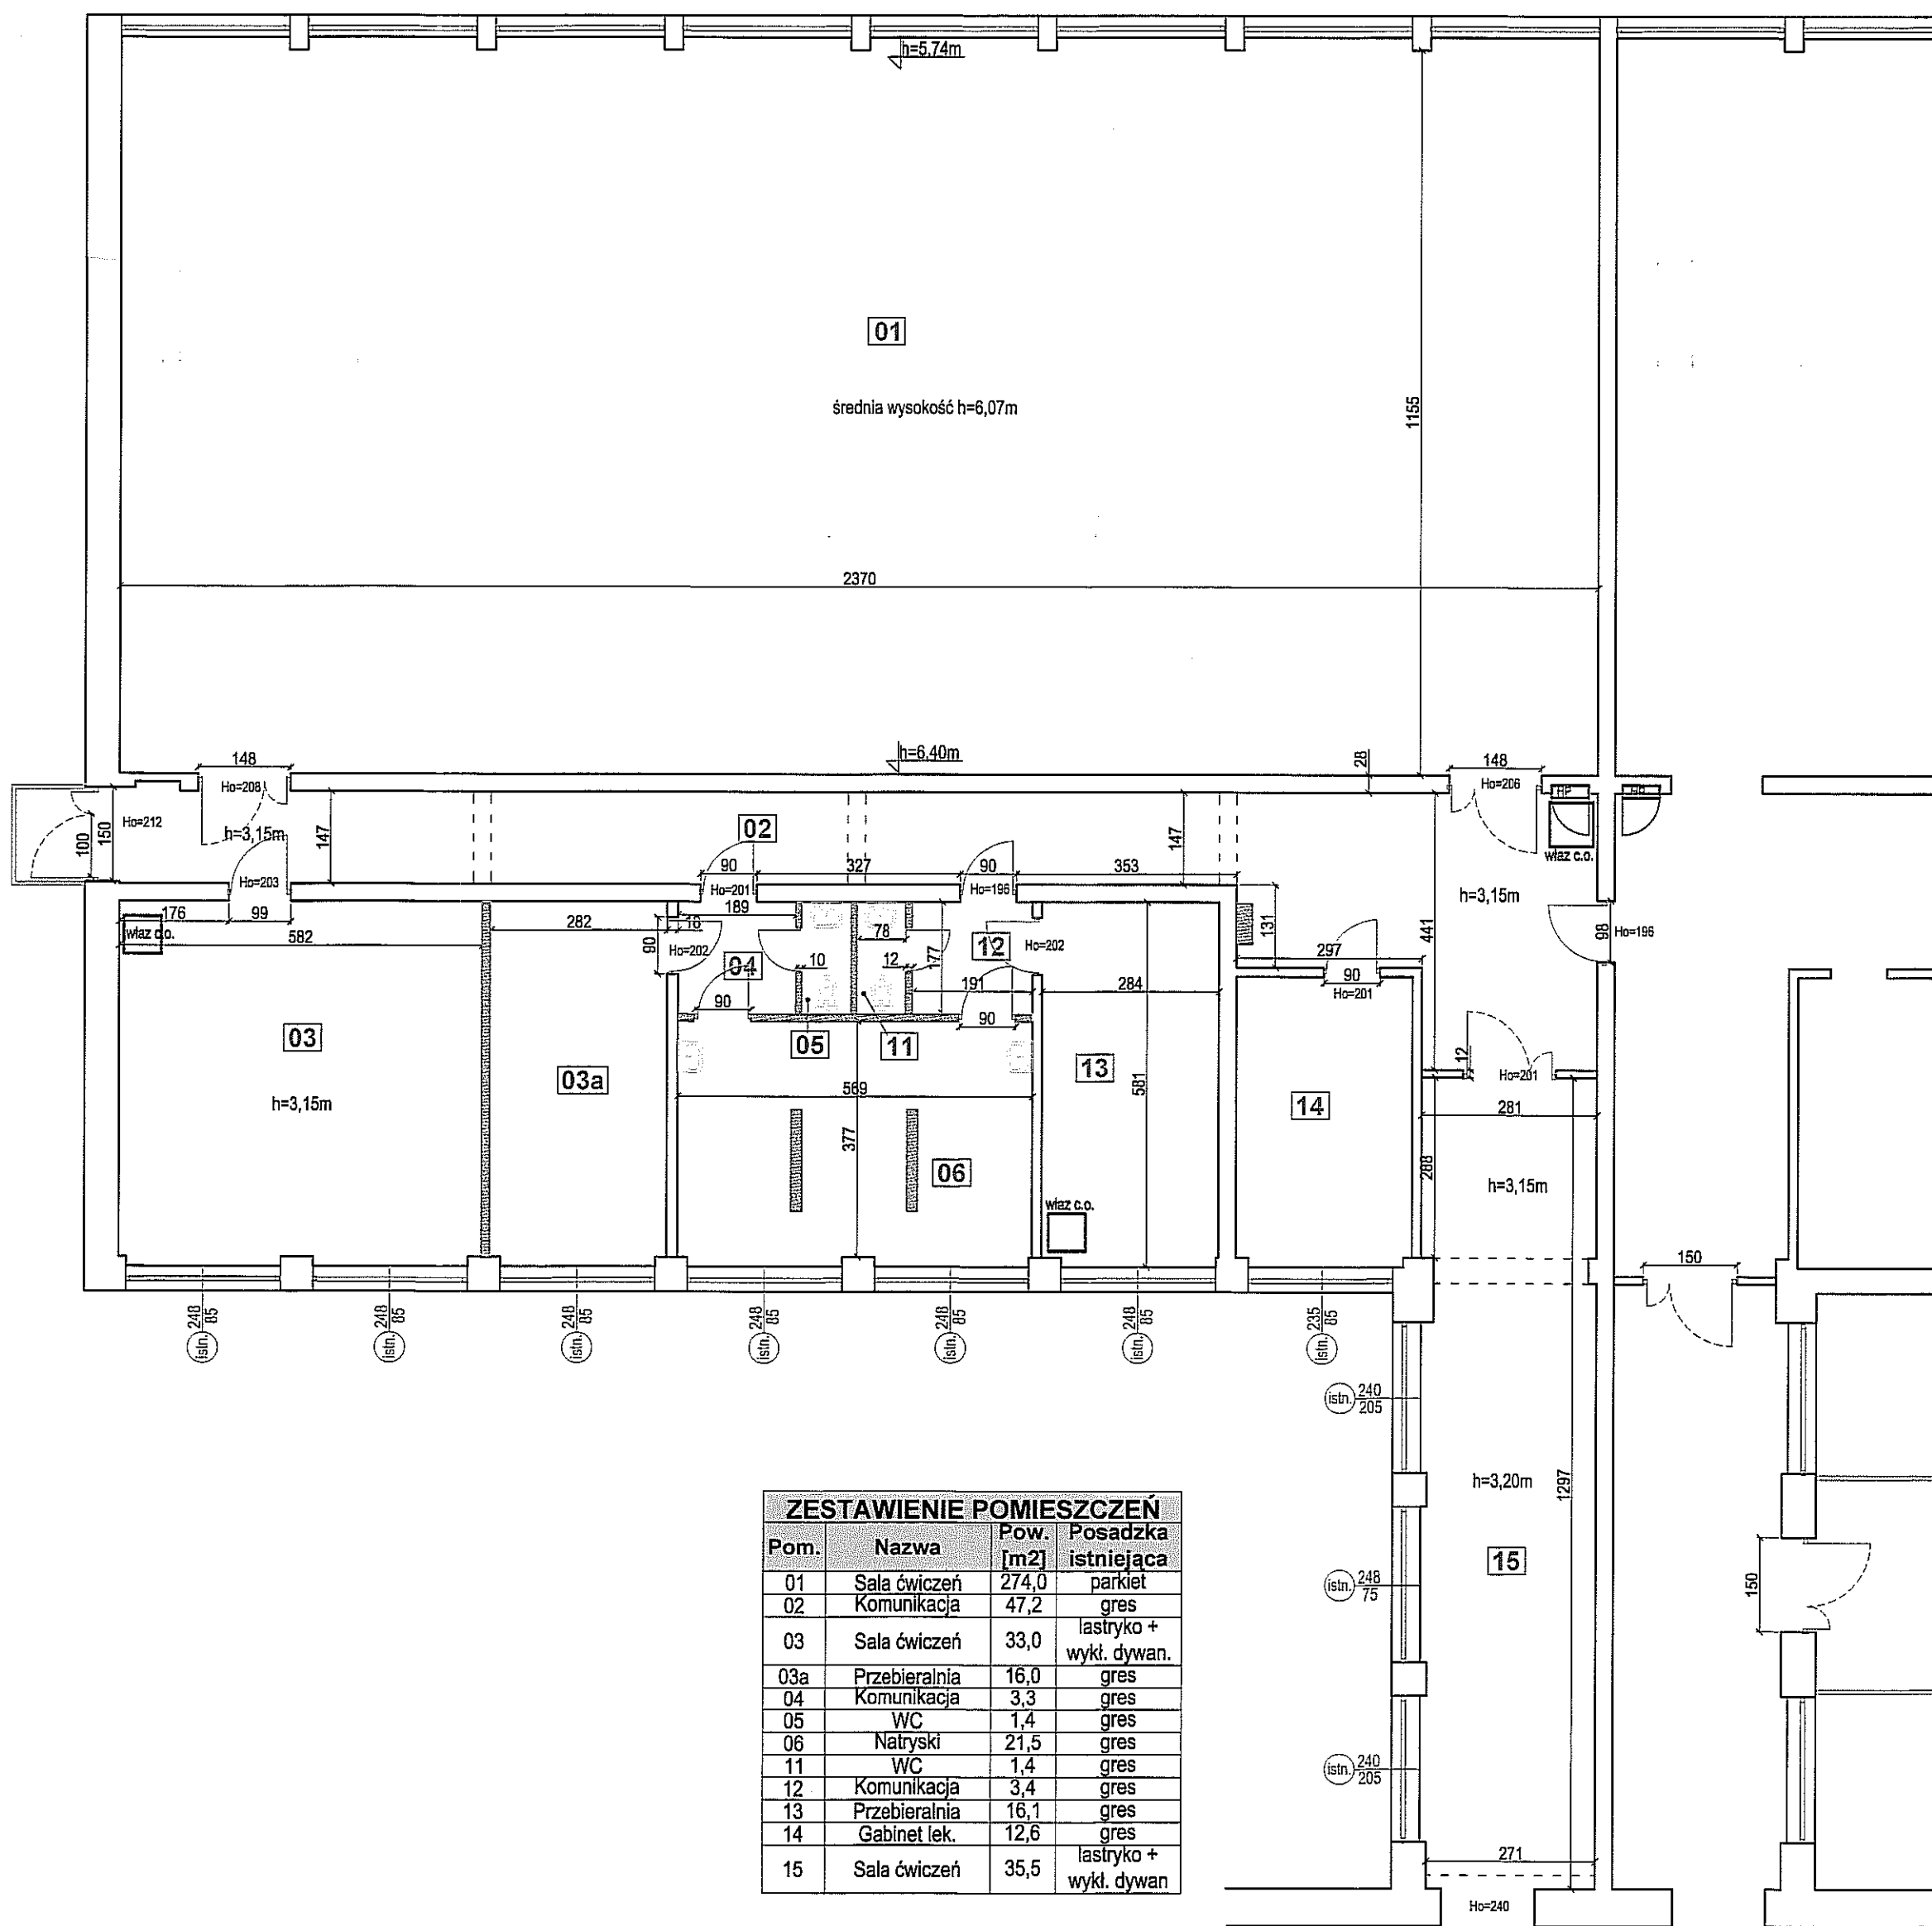 h=5,74m
01
średnia wysokość h=6,07m
1155
2370
h=6,40m
28
148
Ho=208
148
Ho=206
HP
HP
właz c.o.
Ho=212
100
150
h=3,15m
147
02
147
90
327
90
353
Ho=203
Ho=201
Ho=196
h=3,15m
441
98
Ho=196
176
99
właz c.o.
582
282
16
189
90
Ho=202
78
12
Ho=202
131
297
04
10
12
177
191
284
90
Ho=201
90
90
03
05
11
13
581
12
Ho=201
h=3,15m
03a
569
14
281
377
06
288
h=3,15m
właz c.o.
150
istn. 248
85
istn. 248
85
istn. 248
85
istn. 248
85
istn. 248
85
istn. 248
85
istn. 235
85
istn. 240
205
h=3,20m
1297
15
istn. 248
75
150
istn. 240
205
271
Ho=240
ZESTAWIENIE POMIESZCZEŃ
Pom. Nazwa Pow. [m2] Posadzka istniejąca
01 Sala ćwiczeń 274,0 parkiet
02 Komunikacja 47,2 gres
03 Sala ćwiczeń 33,0 lastryko + wykł. dywan.
03a Przebieralnia 16,0 gres
04 Komunikacja 3,3 gres
05 WC 1,4 gres
06 Natryski 21,5 gres
11 WC 1,4 gres
12 Komunikacja 3,4 gres
13 Przebieralnia 16,1 gres
14 Gabinet lek. 12,6 gres
15 Sala ćwiczeń 35,5 lastryko + wykł. dywan